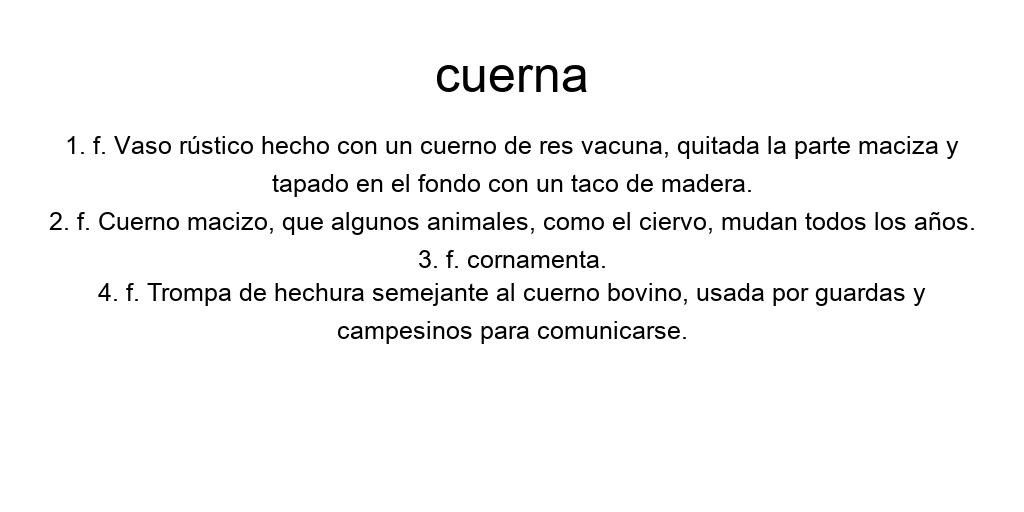 cuerna
1. f. Vaso rústico hecho con un cuerno de res vacuna, quitada la parte maciza y
tapado en el fondo con un taco de madera.
2. f. Cuerno macizo, que algunos animales, como el ciervo, mudan todos los años.
3. f. cornamenta.
4. f. Trompa de hechura semejante al cuerno bovino, usada por guardas y
campesinos para comunicarse.